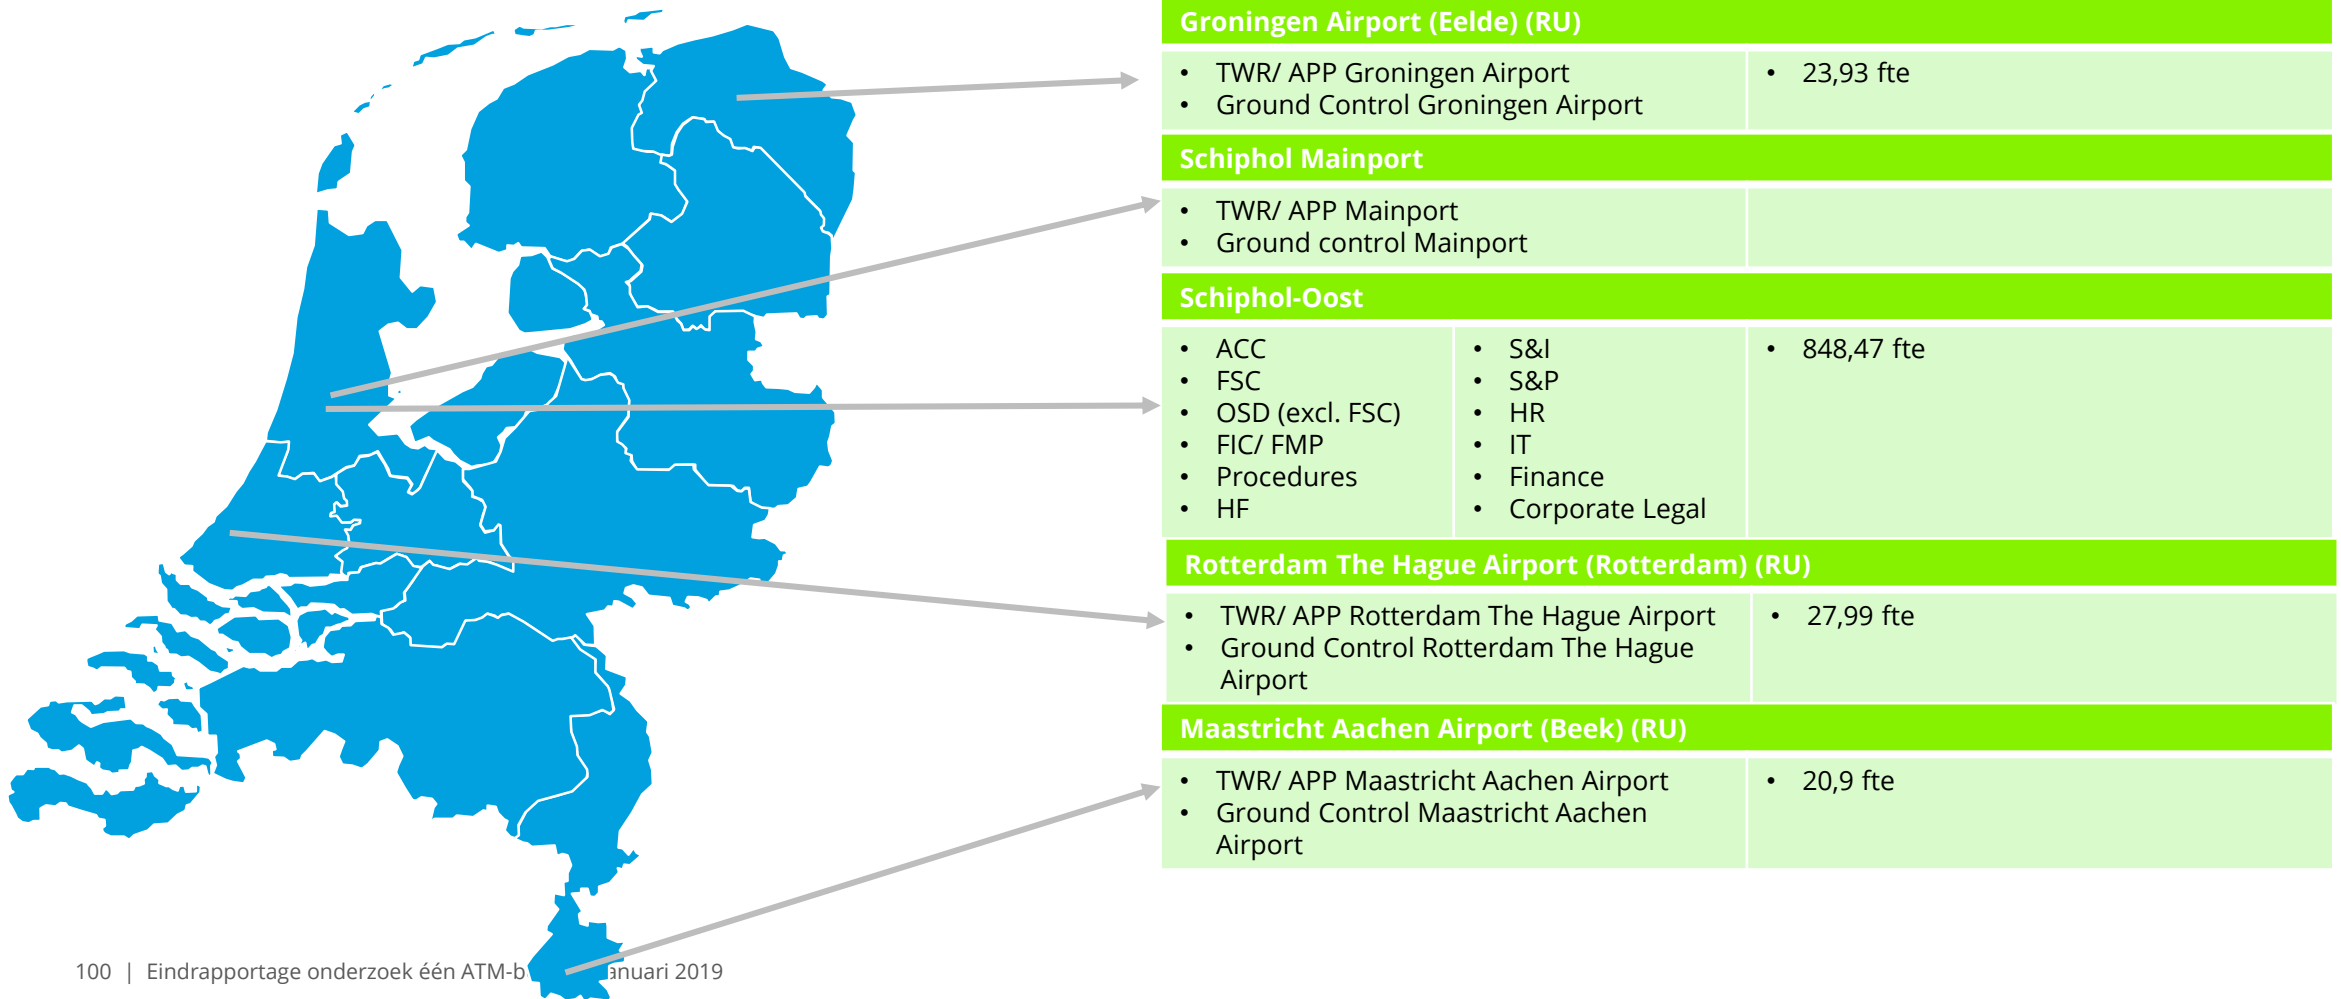 Groningen Airport (Eelde) (RU)
• TWR/ APP Groningen Airport
• Ground Control Groningen Airport
• 23,93 fte
Schiphol Mainport
• TWR/ APP Mainport
• Ground control Mainport
Schiphol-Oost
• ACC
• FSC
• OSD (excl. FSC)
• FIC/ FMP
• Procedures
• HF
• S&I
• S&P
• HR
• IT
• Finance
• Corporate Legal
• 848,47 fte
Rotterdam The Hague Airport (Rotterdam) (RU)
• TWR/ APP Rotterdam The Hague Airport
• Ground Control Rotterdam The Hague
Airport
• 27,99 fte
Maastricht Aachen Airport (Beek) (RU)
• TWR/ APP Maastricht Aachen Airport
• Ground Control Maastricht Aachen
Airport
• 20,9 fte
100 | Eindrapportage onderzoek één ATM-b anuari 2019